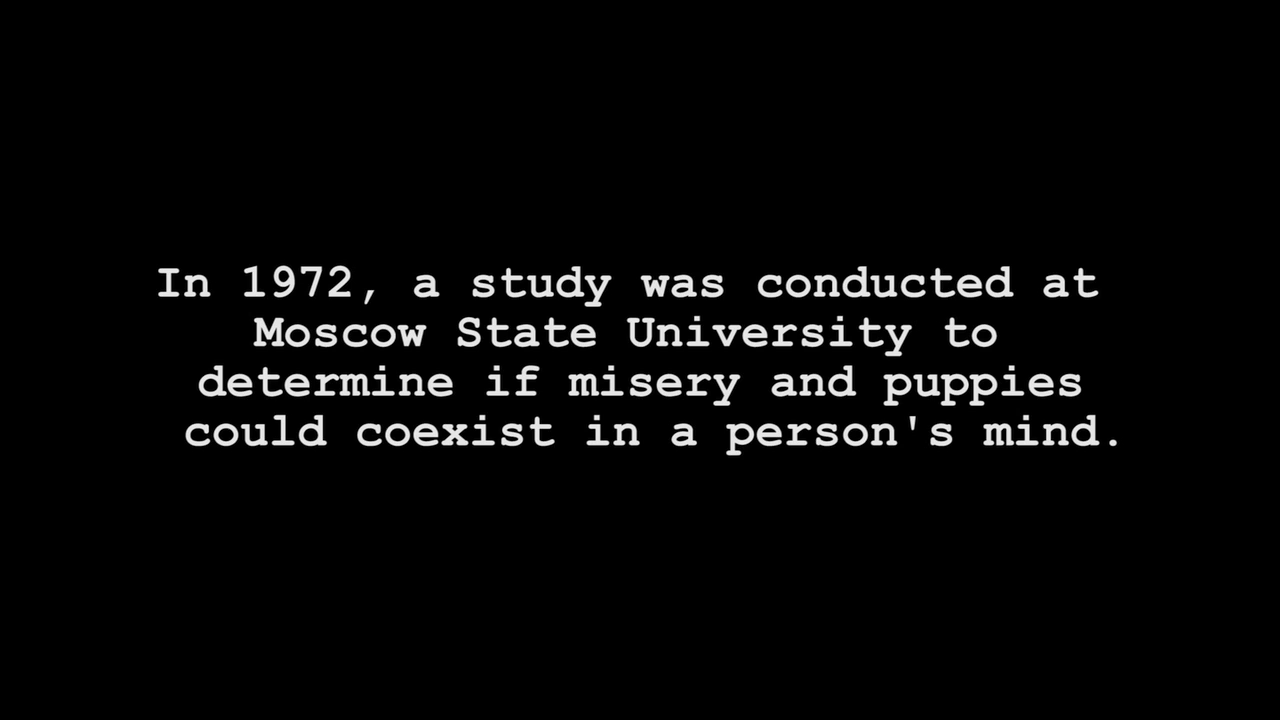 In 1972, a study was conducted at
Moscow State University to
determine if misery and puppies
could coexist in a person's mind.